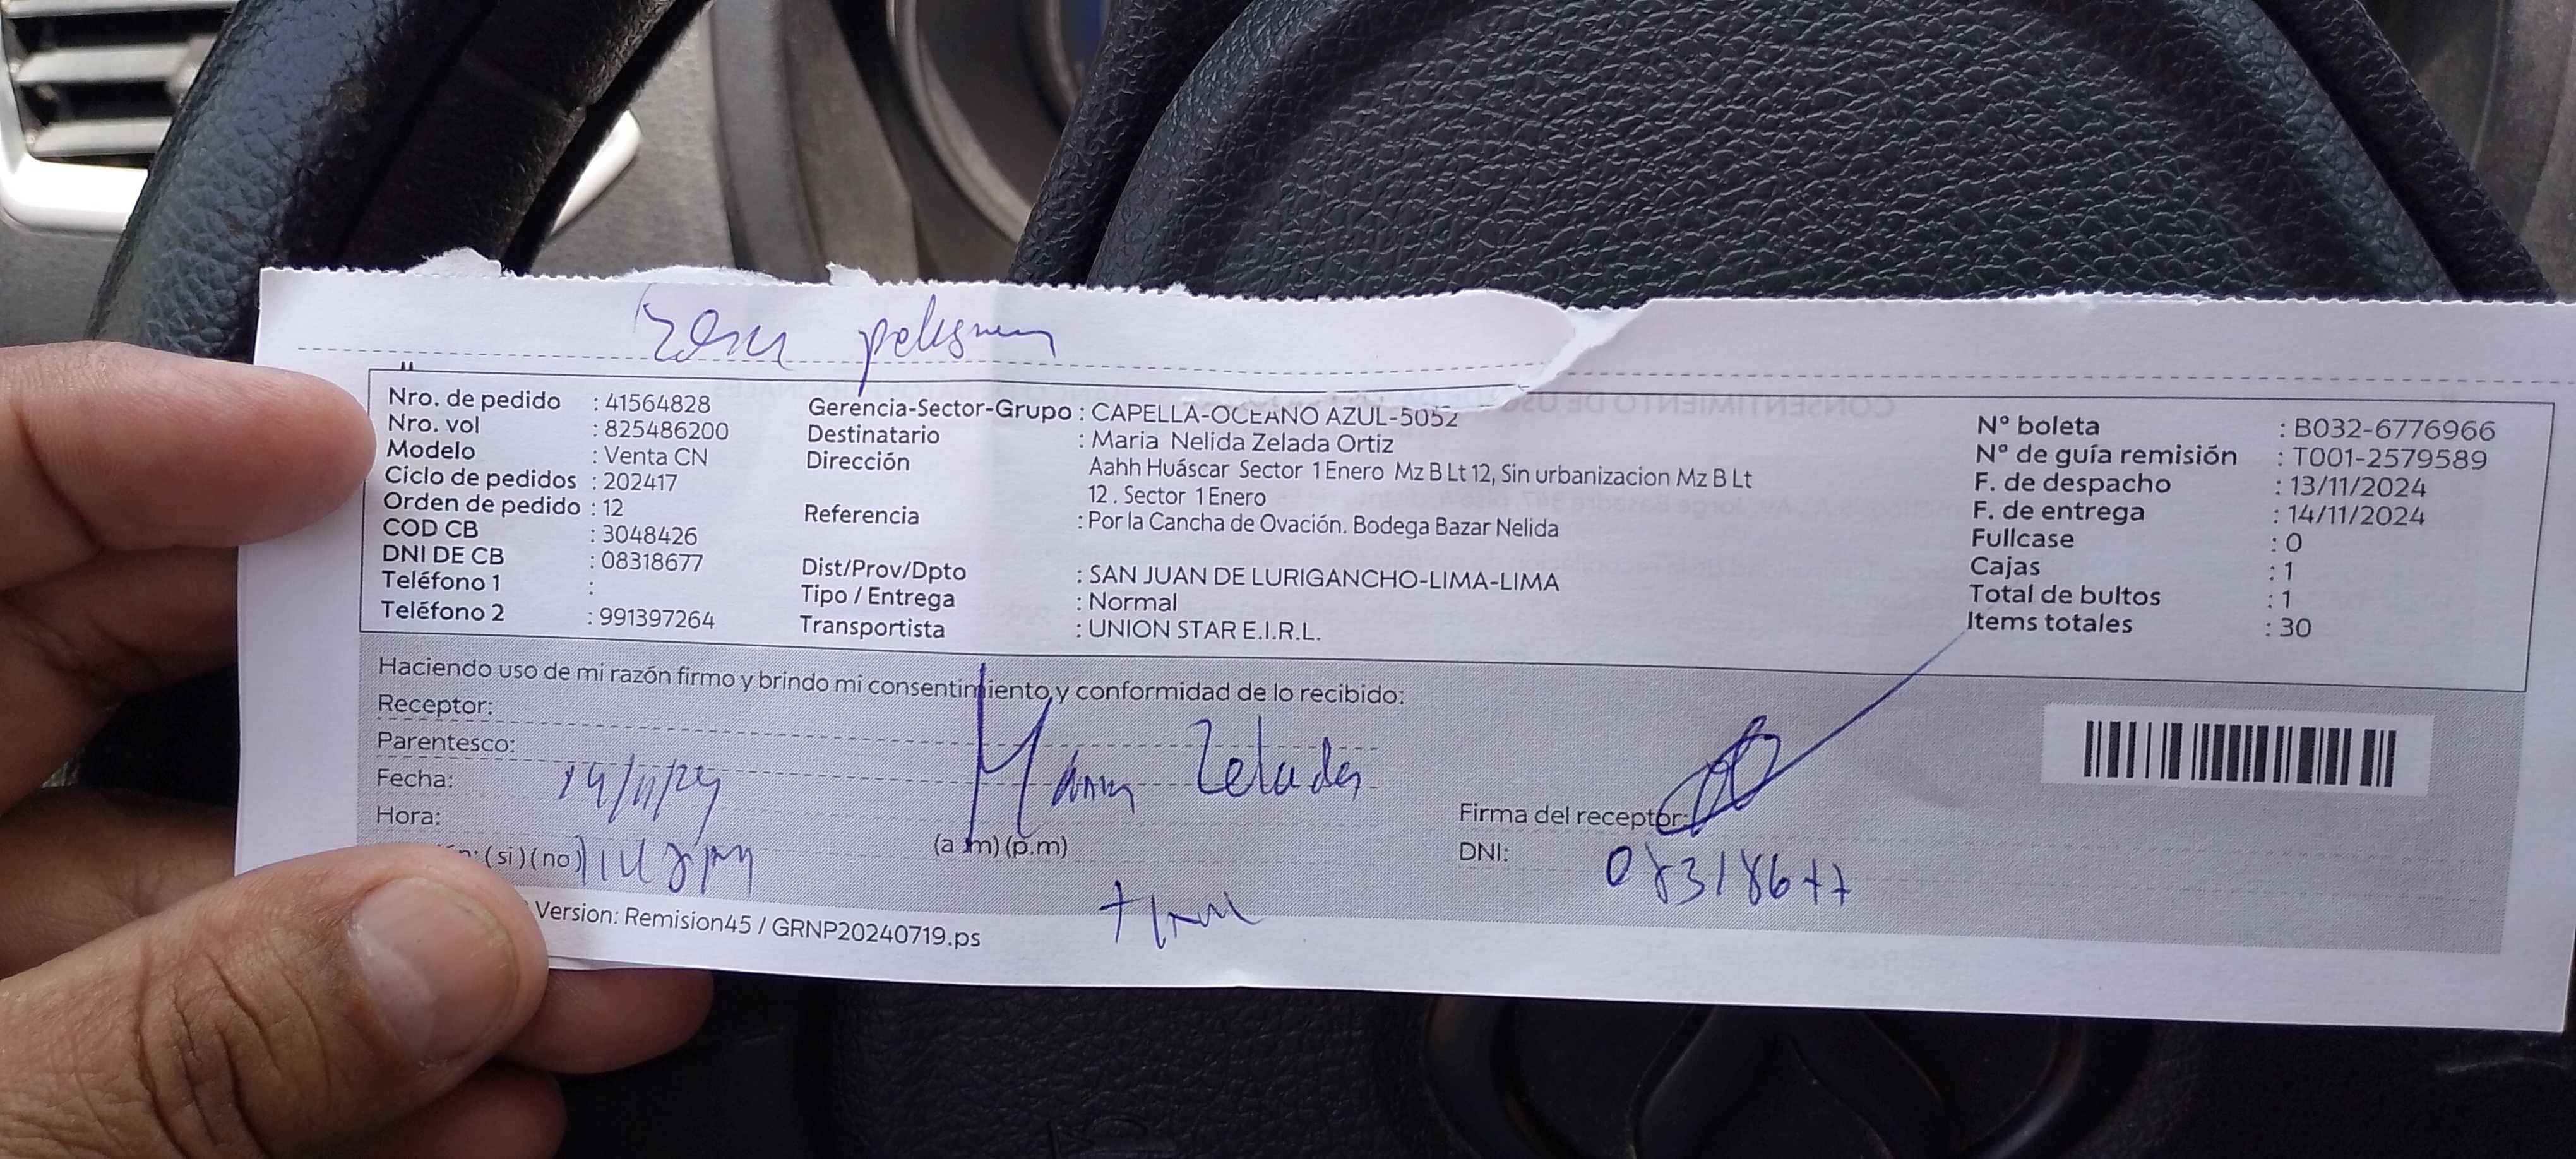 Nro. de pedido : 41564828
Nro. vol : 825486200
Modelo : Venta CN
Ciclo de pedidos : 202417
Orden de pedido : 12
COD CB : 3048426
DNI DE CB : 08318677
Teléfono 1 :
Teléfono 2 : 991397264
Gerencia-Sector-Grupo : CAPELLA-OCEANO AZUL-5052
Destinatario : Maria Nelida Zelada Ortiz
Dirección Aahh Huáscar Sector 1 Enero Mz B Lt 12, Sin urbanizacion Mz B Lt
12 . Sector 1 Enero
Referencia : Por la Cancha de Ovación. Bodega Bazar Nelida
Dist/Prov/Dpto : SAN JUAN DE LURIGANCHO-LIMA-LIMA
Tipo / Entrega : Normal
Transportista : UNION STAR E.I.R.L.
N° boleta : B032-6776966
N° de guía remisión : T001-2579589
F. de despacho : 13/11/2024
F. de entrega : 14/11/2024
Fullcase : 0
Cajas : 1
Total de bultos : 1
Items totales : 30
Haciendo uso de mi razón firmo y brindo mi consentimiento y conformidad de lo recibido:
Receptor:
Parentesco:
Maria Zelada
Fecha: 14/11/24
Hora: (a.m) (p.m)
(si) (no)
Firma del receptor:
DNI: 08318677
Version: Remision45 / GRNP20240719.ps